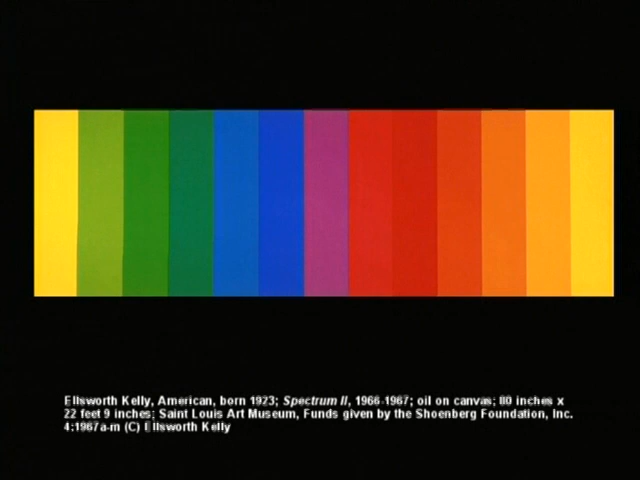 Ellsworth Kelly, American, born 1923; Spectrum II, 1966-1967; oil on canvas; 80 inches x
22 feet 9 inches; Saint Louis Art Museum, Funds given by the Shoenberg Foundation, Inc.
4:1967a-m (C) Ellsworth Kelly